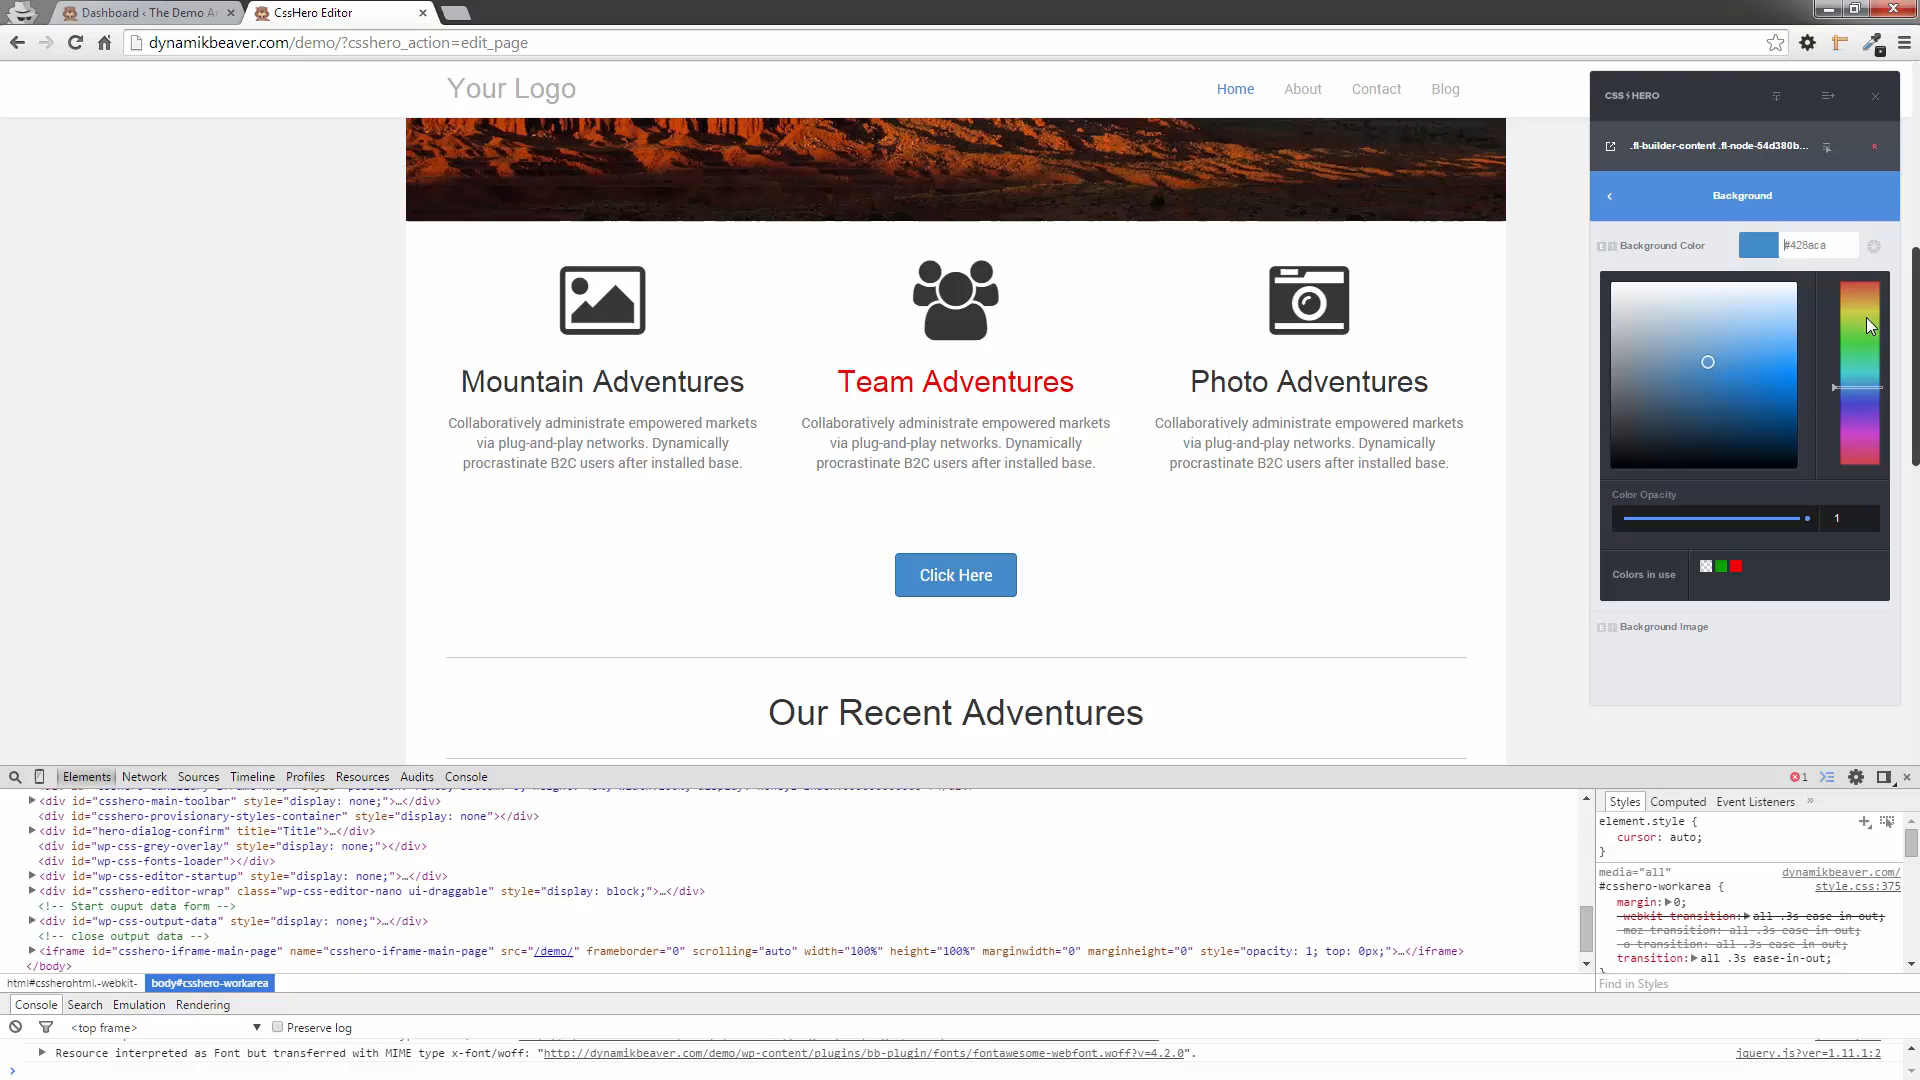 Dashboard ‹ The Demo Ar
CssHero Editor
dynamikbeaver.com/demo/?csshero_action=edit_page
Your Logo
Home
About
Contact
Blog
CSS HERO
.fl-builder-content .fl-node-54d380b...
R
Background
E
Background Color
#428aca
Mountain Adventures
Collaboratively administrate empowered markets
via plug-and-play networks. Dynamically
procrastinate B2C users after installed base.
Team Adventures
Collaboratively administrate empowered markets
via plug-and-play networks. Dynamically
procrastinate B2C users after installed base.
Photo Adventures
Collaboratively administrate empowered markets
via plug-and-play networks. Dynamically
procrastinate B2C users after installed base.
Color Opacity
1
Click Here
Colors in use
E
Background Image
Our Recent Adventures
Elements Network Sources Timeline Profiles Resources Audits Console
1
<div id="csshero-main-toolbar" style="display: none;">…</div>
<div id="csshero-provisionary-styles-container" style="display: none"></div>
<div id="hero-dialog-confirm" title="Title">…</div>
<div id="wp-css-grey-overlay" style="display: none;"></div>
<div id="wp-css-fonts-loader"></div>
<div id="wp-css-editor-startup" style="display: none;">…</div>
<div id="csshero-editor-wrap" class="wp-css-editor-nano ui-draggable" style="display: block;">…</div>
<!-- Start ouput data form -->
<div id="wp-css-output-data" style="display: none;">…</div>
<!-- close output data -->
<iframe id="csshero-iframe-main-page" name="csshero-iframe-main-page" src="/demo/" frameborder="0" scrolling="auto" width="100%" height="100%" marginwidth="0" marginheight="0" style="opacity: 1; top: 0px;">…</iframe>
</body>
html#cssherohtml.-webkit-
body#csshero-workarea
Styles Computed Event Listeners »
element.style {
cursor: auto;
}
media="all"
dynamikbeaver.com/
#csshero-workarea {
style.css:375
margin: 0;
-webkit-transition: all .3s ease-in-out;
-moz-transition: all .3s ease-in-out;
-o-transition: all .3s ease-in-out;
transition: all .3s ease-in-out;
Find in Styles
Console Search Emulation Rendering
<top frame>
Preserve log
Resource interpreted as Font but transferred with MIME type x-font/woff: "http://dynamikbeaver.com/demo/wp-content/plugins/bb-plugin/fonts/fontawesome-webfont.woff?v=4.2.0".
jquery.js?ver=1.11.1:2